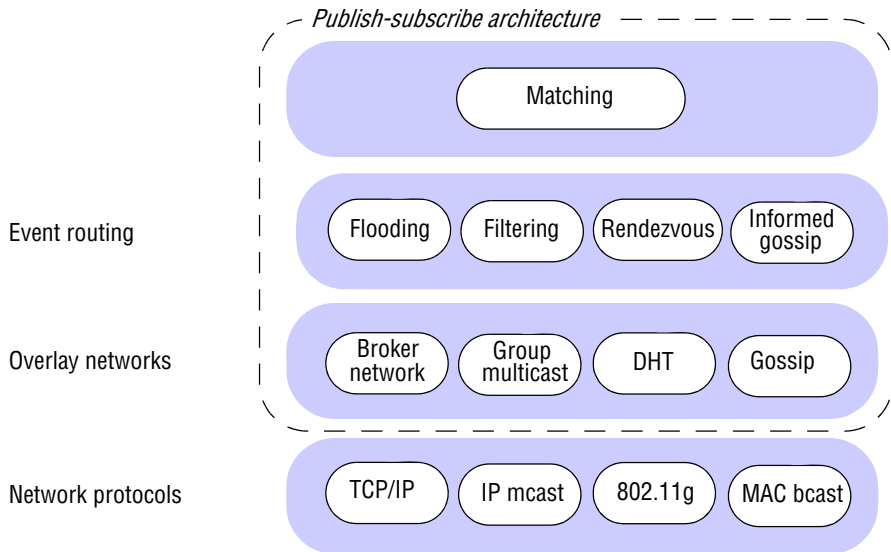 Publish-subscribe architecture
Matching
Event routing
Flooding
Filtering
Rendezvous
Informed
gossip
Overlay networks
Broker
network
Group
multicast
DHT
Gossip
Network protocols
TCP/IP
IP mcast
802.11g
MAC bcast